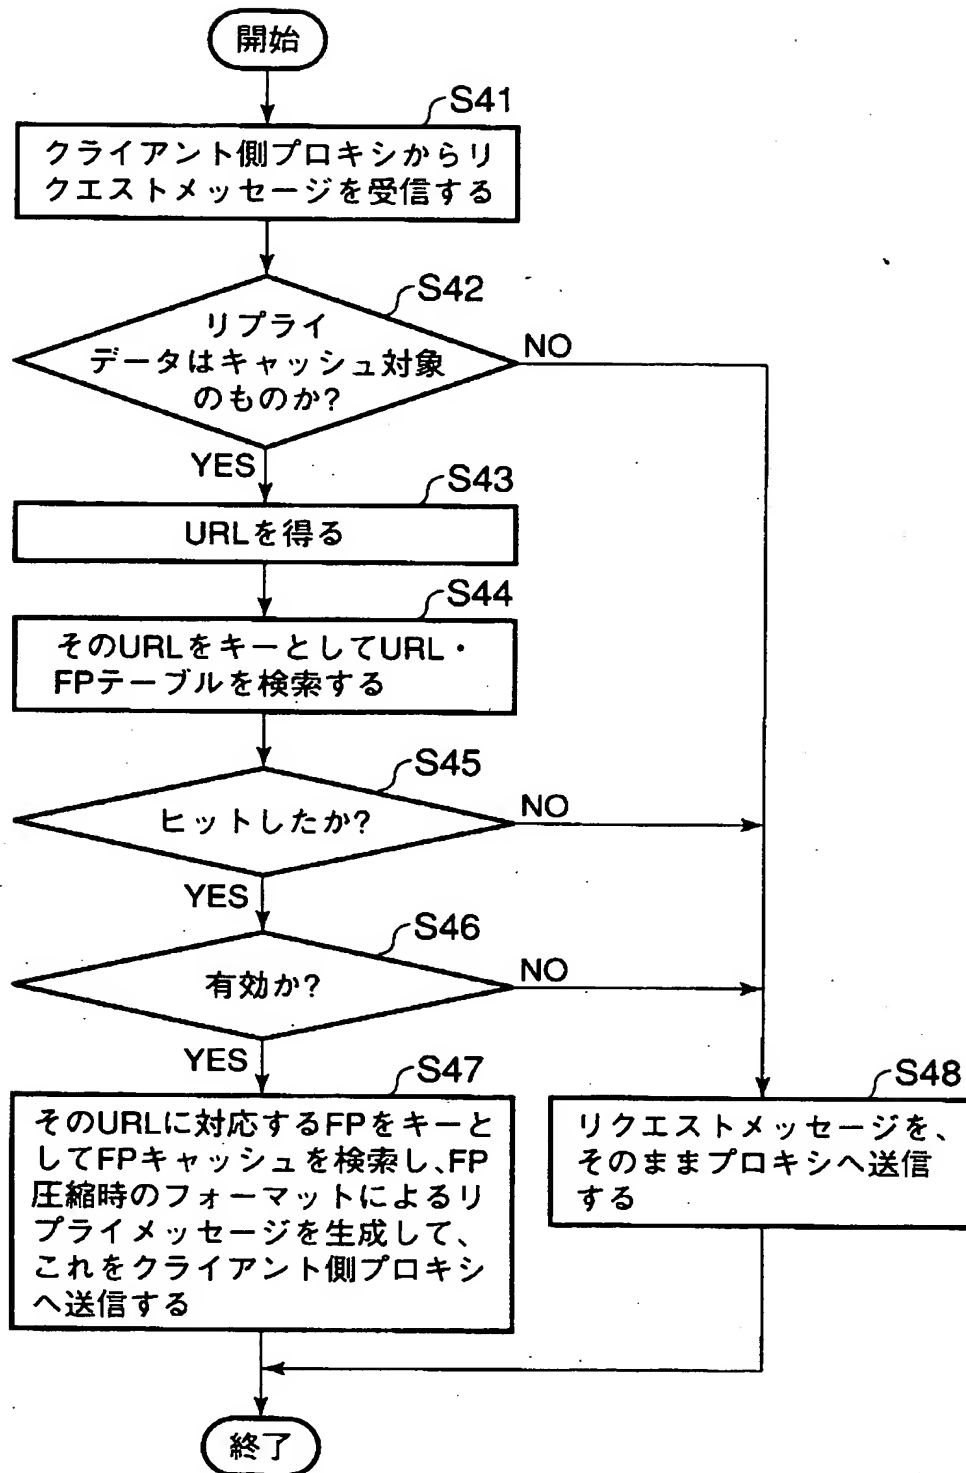 開始
S41
クライアント側プロキシからリ
クエストメッセージを受信する
S42
リプライ
データはキャッシュ対象
のものか?
NO
YES
S43
URLを得る
S44
そのURLをキーとしてURL・
FPテーブルを検索する
S45
ヒットしたか?
NO
YES
S46
有効か?
NO
YES
S47
そのURLに対応するFPをキーと
してFPキャッシュを検索し、FP
圧縮時のフォーマットによるリ
プライメッセージを生成して、
これをクライアント側プロキシ
へ送信する
S48
リクエストメッセージを、
そのままプロキシへ送信
する
終了